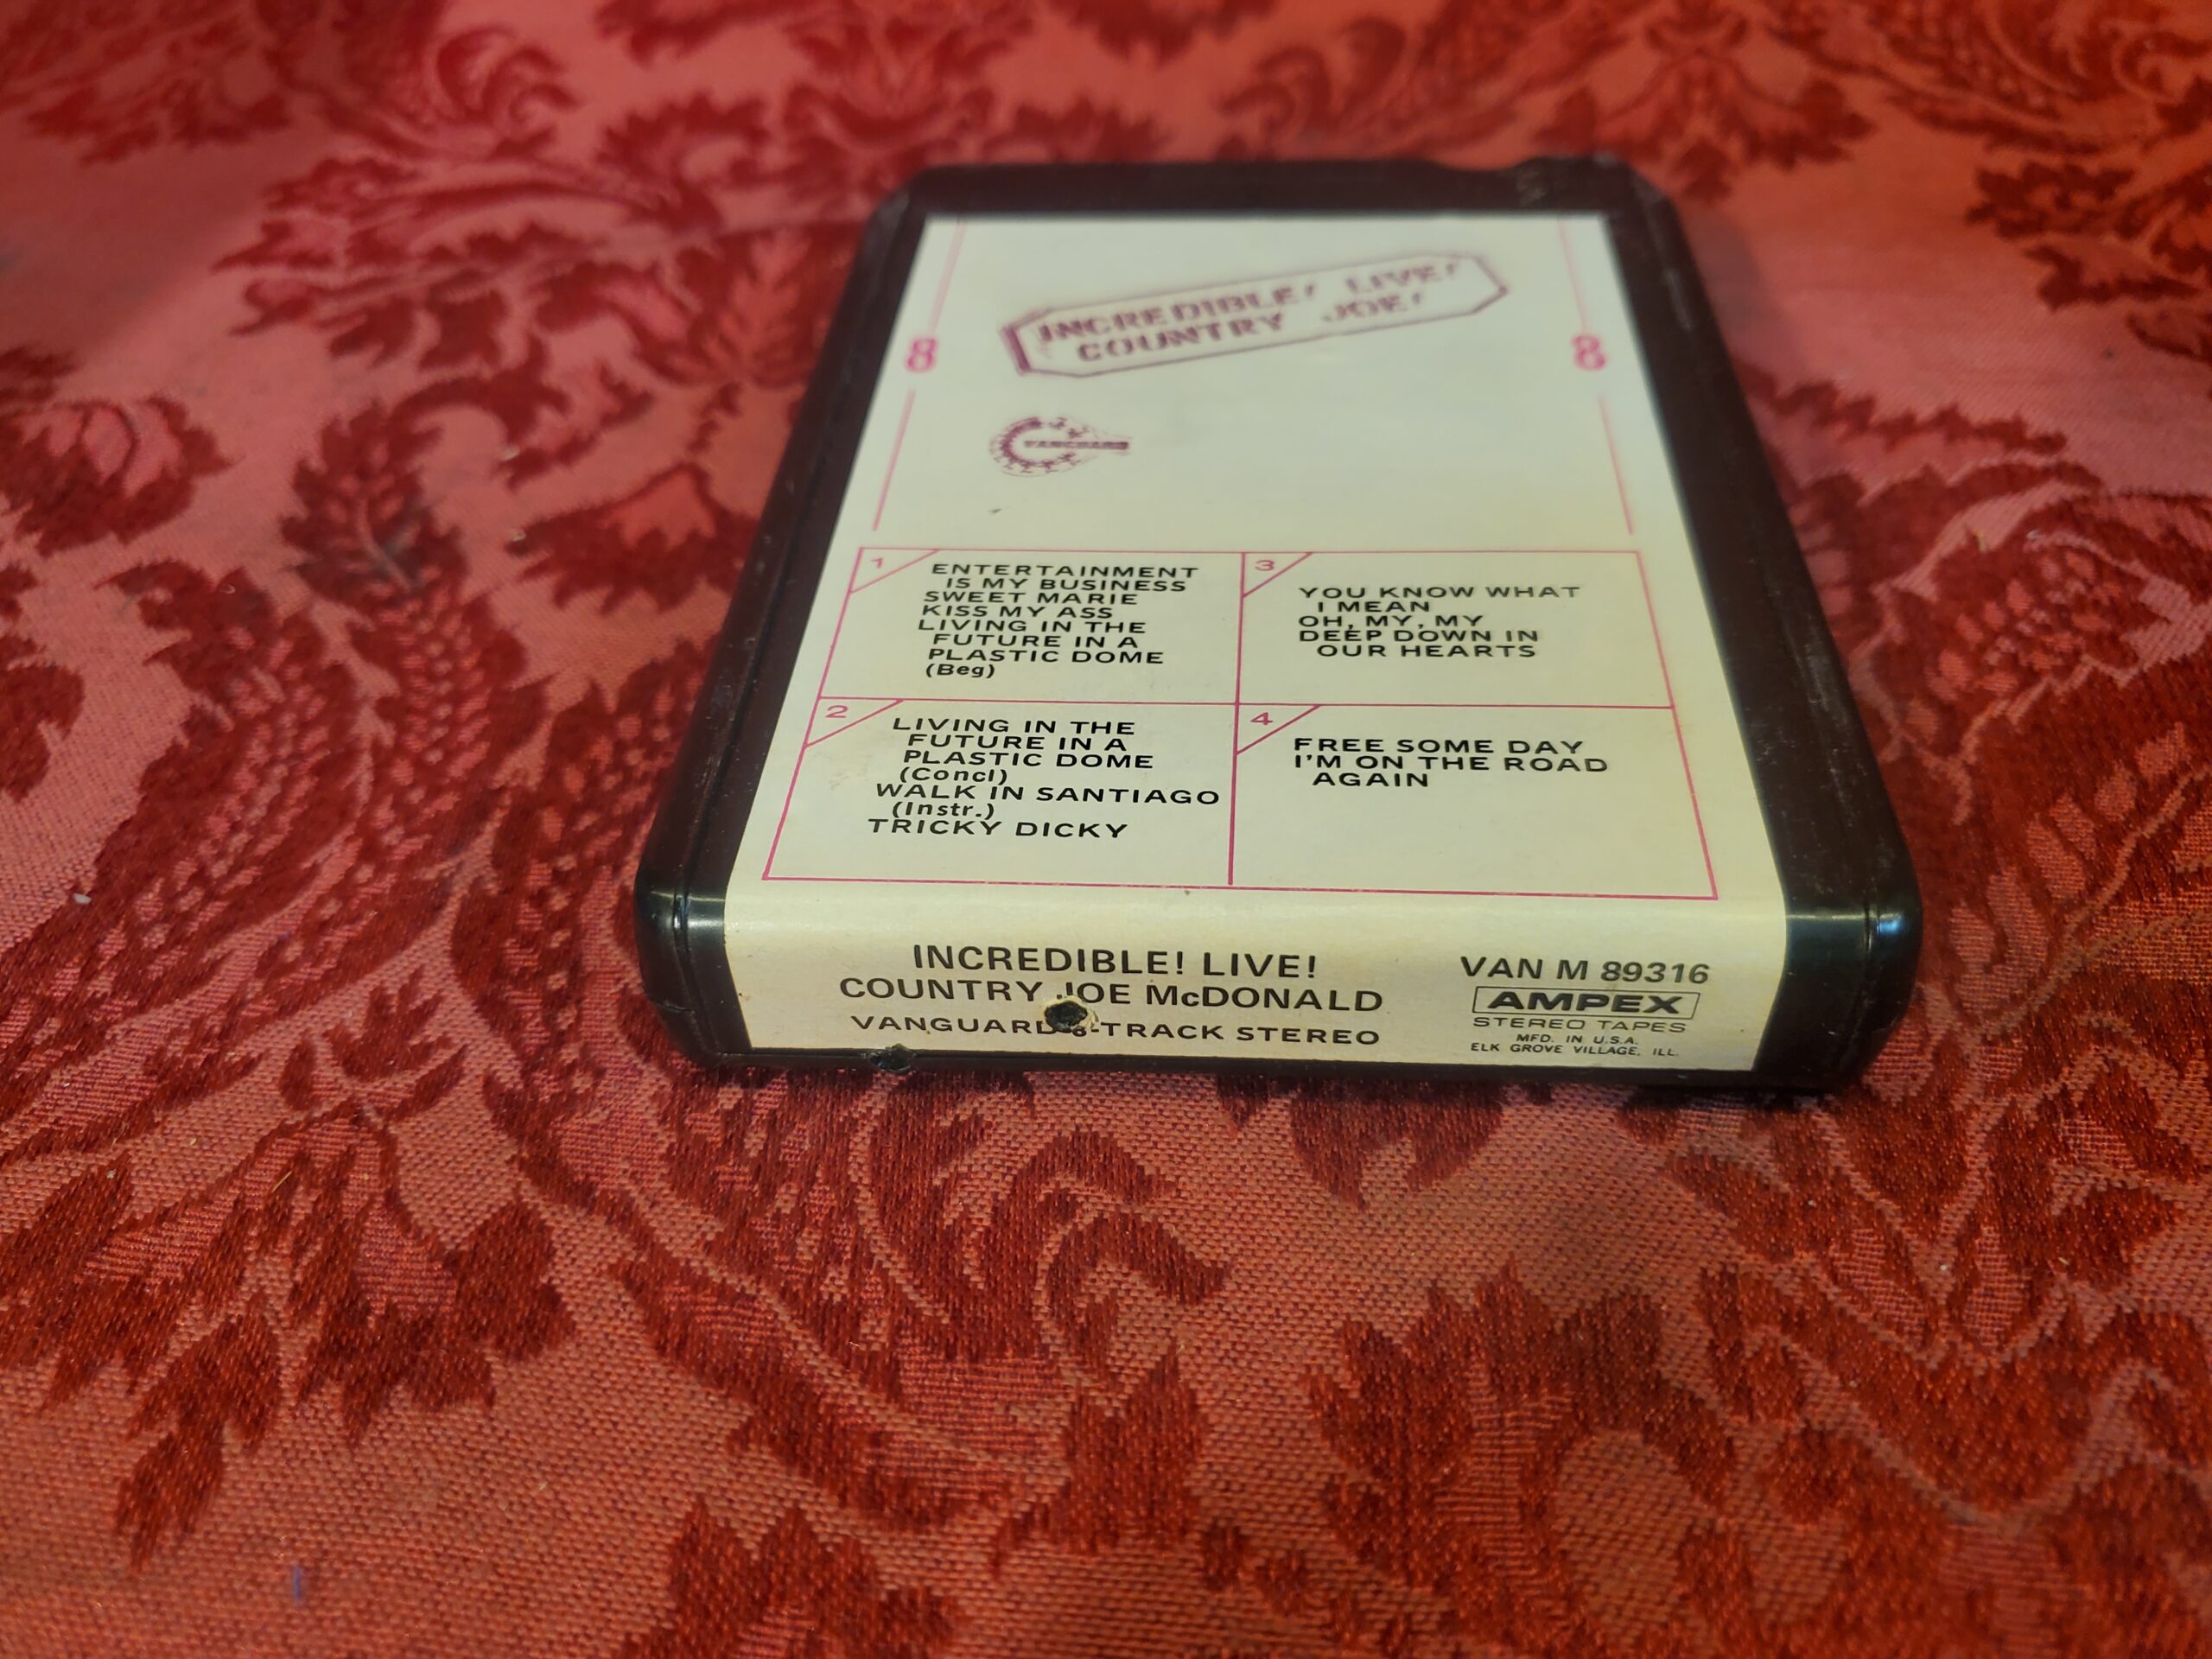 INCREDIBLE! LIVE!
COUNTRY JOE!
8
8
VANGUARD
1
ENTERTAINMENT
IS MY BUSINESS
SWEET MARIE
KISS MY ASS
LIVING IN THE
FUTURE IN A
PLASTIC DOME
(Beg)
2
LIVING IN THE
FUTURE IN A
PLASTIC DOME
(Concl)
WALK IN SANTIAGO
(Instr.)
TRICKY DICKY
3
YOU KNOW WHAT
I MEAN
OH, MY, MY
DEEP DOWN IN
OUR HEARTS
4
FREE SOME DAY
I'M ON THE ROAD
AGAIN
INCREDIBLE! LIVE!
COUNTRY JOE McDONALD
VANGUARD 8-TRACK STEREO
VAN M 89316
AMPEX
STEREO TAPES
MFD. IN U.S.A.
ELK GROVE VILLAGE, ILL.